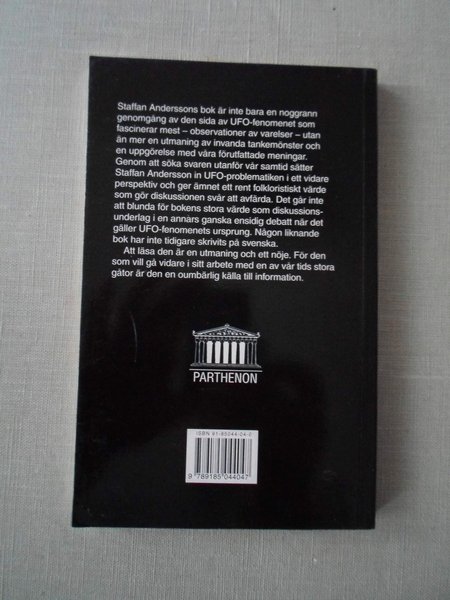 Staffan Anderssons bok är inte bara en noggrann
genomgång av den sida av UFO-fenomenet som
fascinerar mest – observationer av varelser – utan
än mer en utmaning av invanda tankemönster och
en uppgörelse med våra förutfattade meningar.
Genom att söka svaren utanför vår samtid sätter
Staffan Andersson in UFO-problematiken i ett vidare
perspektiv och ger ämnet ett rent folkloristiskt värde
som gör diskussionen svår att avfärda. Det går inte
att blunda för bokens stora värde som diskussions-
underlag i en annars ganska ensidig debatt när det
gäller UFO-fenomenets ursprung. Någon liknande
bok har inte tidigare skrivits på svenska.
Att läsa den är en utmaning och ett nöje. För den
som vill gå vidare i sitt arbete med en av vår tids stora
gåtor är den en oumbärlig källa till information.
PARTHENON
ISBN 91-85044-04-0
9 789185 044047